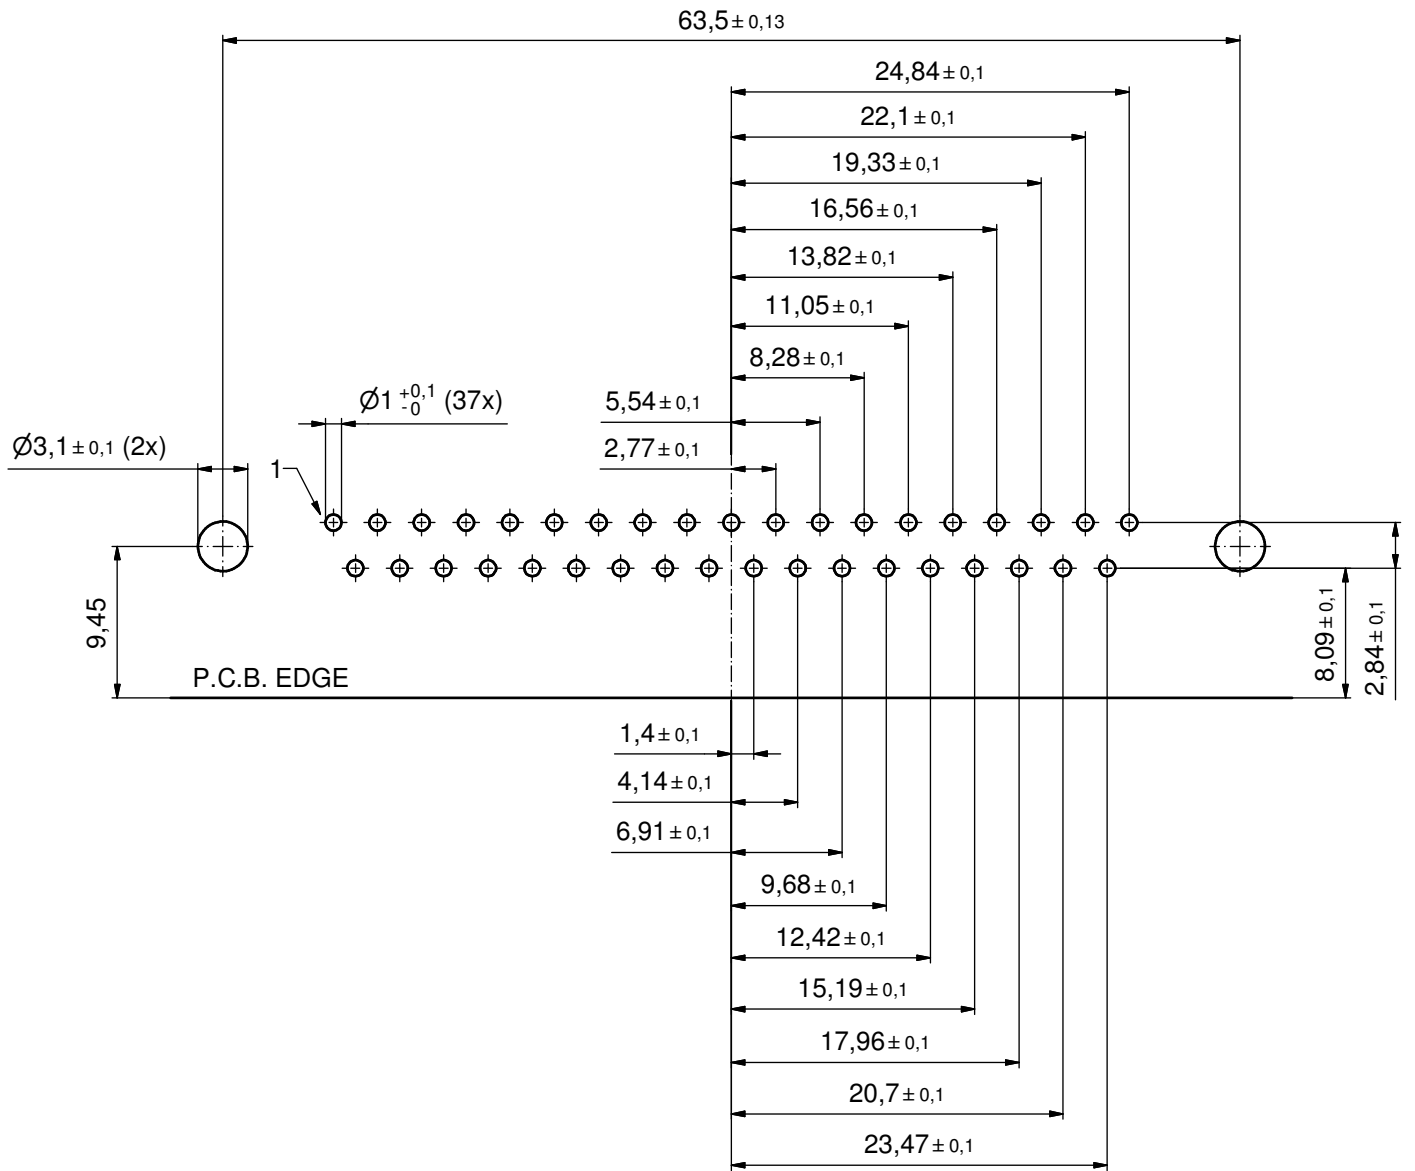 63,5 ± 0,13
24,84 ± 0,1
22,1 ± 0,1
19,33 ± 0,1
16,56 ± 0,1
13,82 ± 0,1
11,05 ± 0,1
8,28 ± 0,1
Ø1 +0,1 -0 (37x)
5,54 ± 0,1
Ø3,1 ± 0,1 (2x)
2,77 ± 0,1
1
9,45
8,09 ± 0,1
2,84 ± 0,1
P.C.B. EDGE
1,4 ± 0,1
4,14 ± 0,1
6,91 ± 0,1
9,68 ± 0,1
12,42 ± 0,1
15,19 ± 0,1
17,96 ± 0,1
20,7 ± 0,1
23,47 ± 0,1